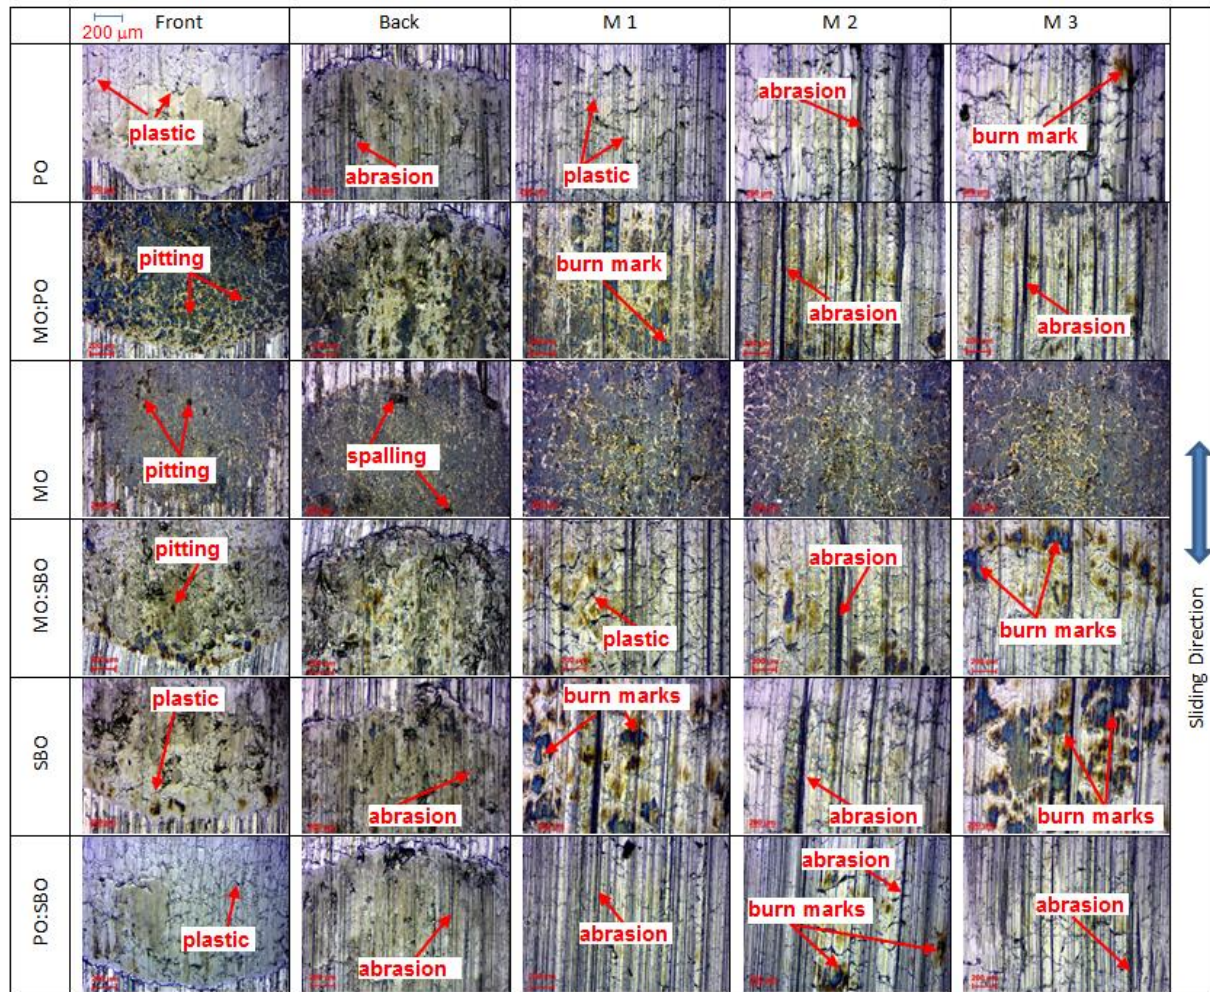 200 µm
Front
Back
M 1
M 2
M 3
PO
plastic
abrasion
plastic
abrasion
burn mark
MO:PO
pitting
burn mark
abrasion
abrasion
MO
pitting
spalling
MO:SBO
pitting
plastic
abrasion
burn marks
SBO
plastic
abrasion
burn marks
abrasion
burn marks
PO:SBO
plastic
abrasion
abrasion
abrasion
burn marks
abrasion
Sliding Direction